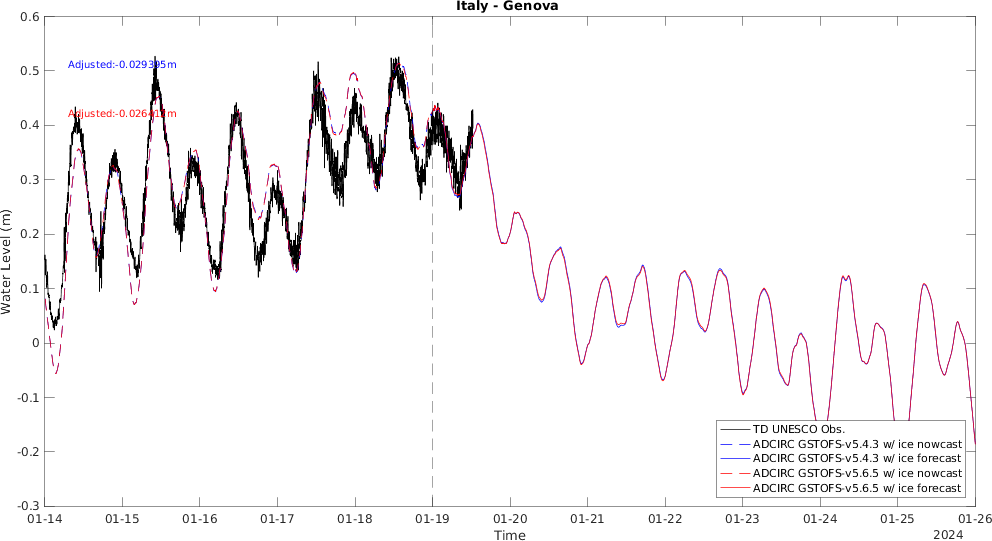 Italy - Genova
0.6
0.5
0.4
0.3
0.2
0.1
0
-0.1
-0.2
-0.3
Water Level (m)
Adjusted:-0.029395m
TD UNESCO Obs.
ADCIRC GSTOFS-v5.4.3 w/ ice nowcast
ADCIRC GSTOFS-v5.4.3 w/ ice forecast
ADCIRC GSTOFS-v5.6.5 w/ ice nowcast
ADCIRC GSTOFS-v5.6.5 w/ ice forecast
01-14 01-15 01-16 01-17 01-18 01-19 01-20 01-21 01-22 01-23 01-24 01-25 01-26
Time
2024